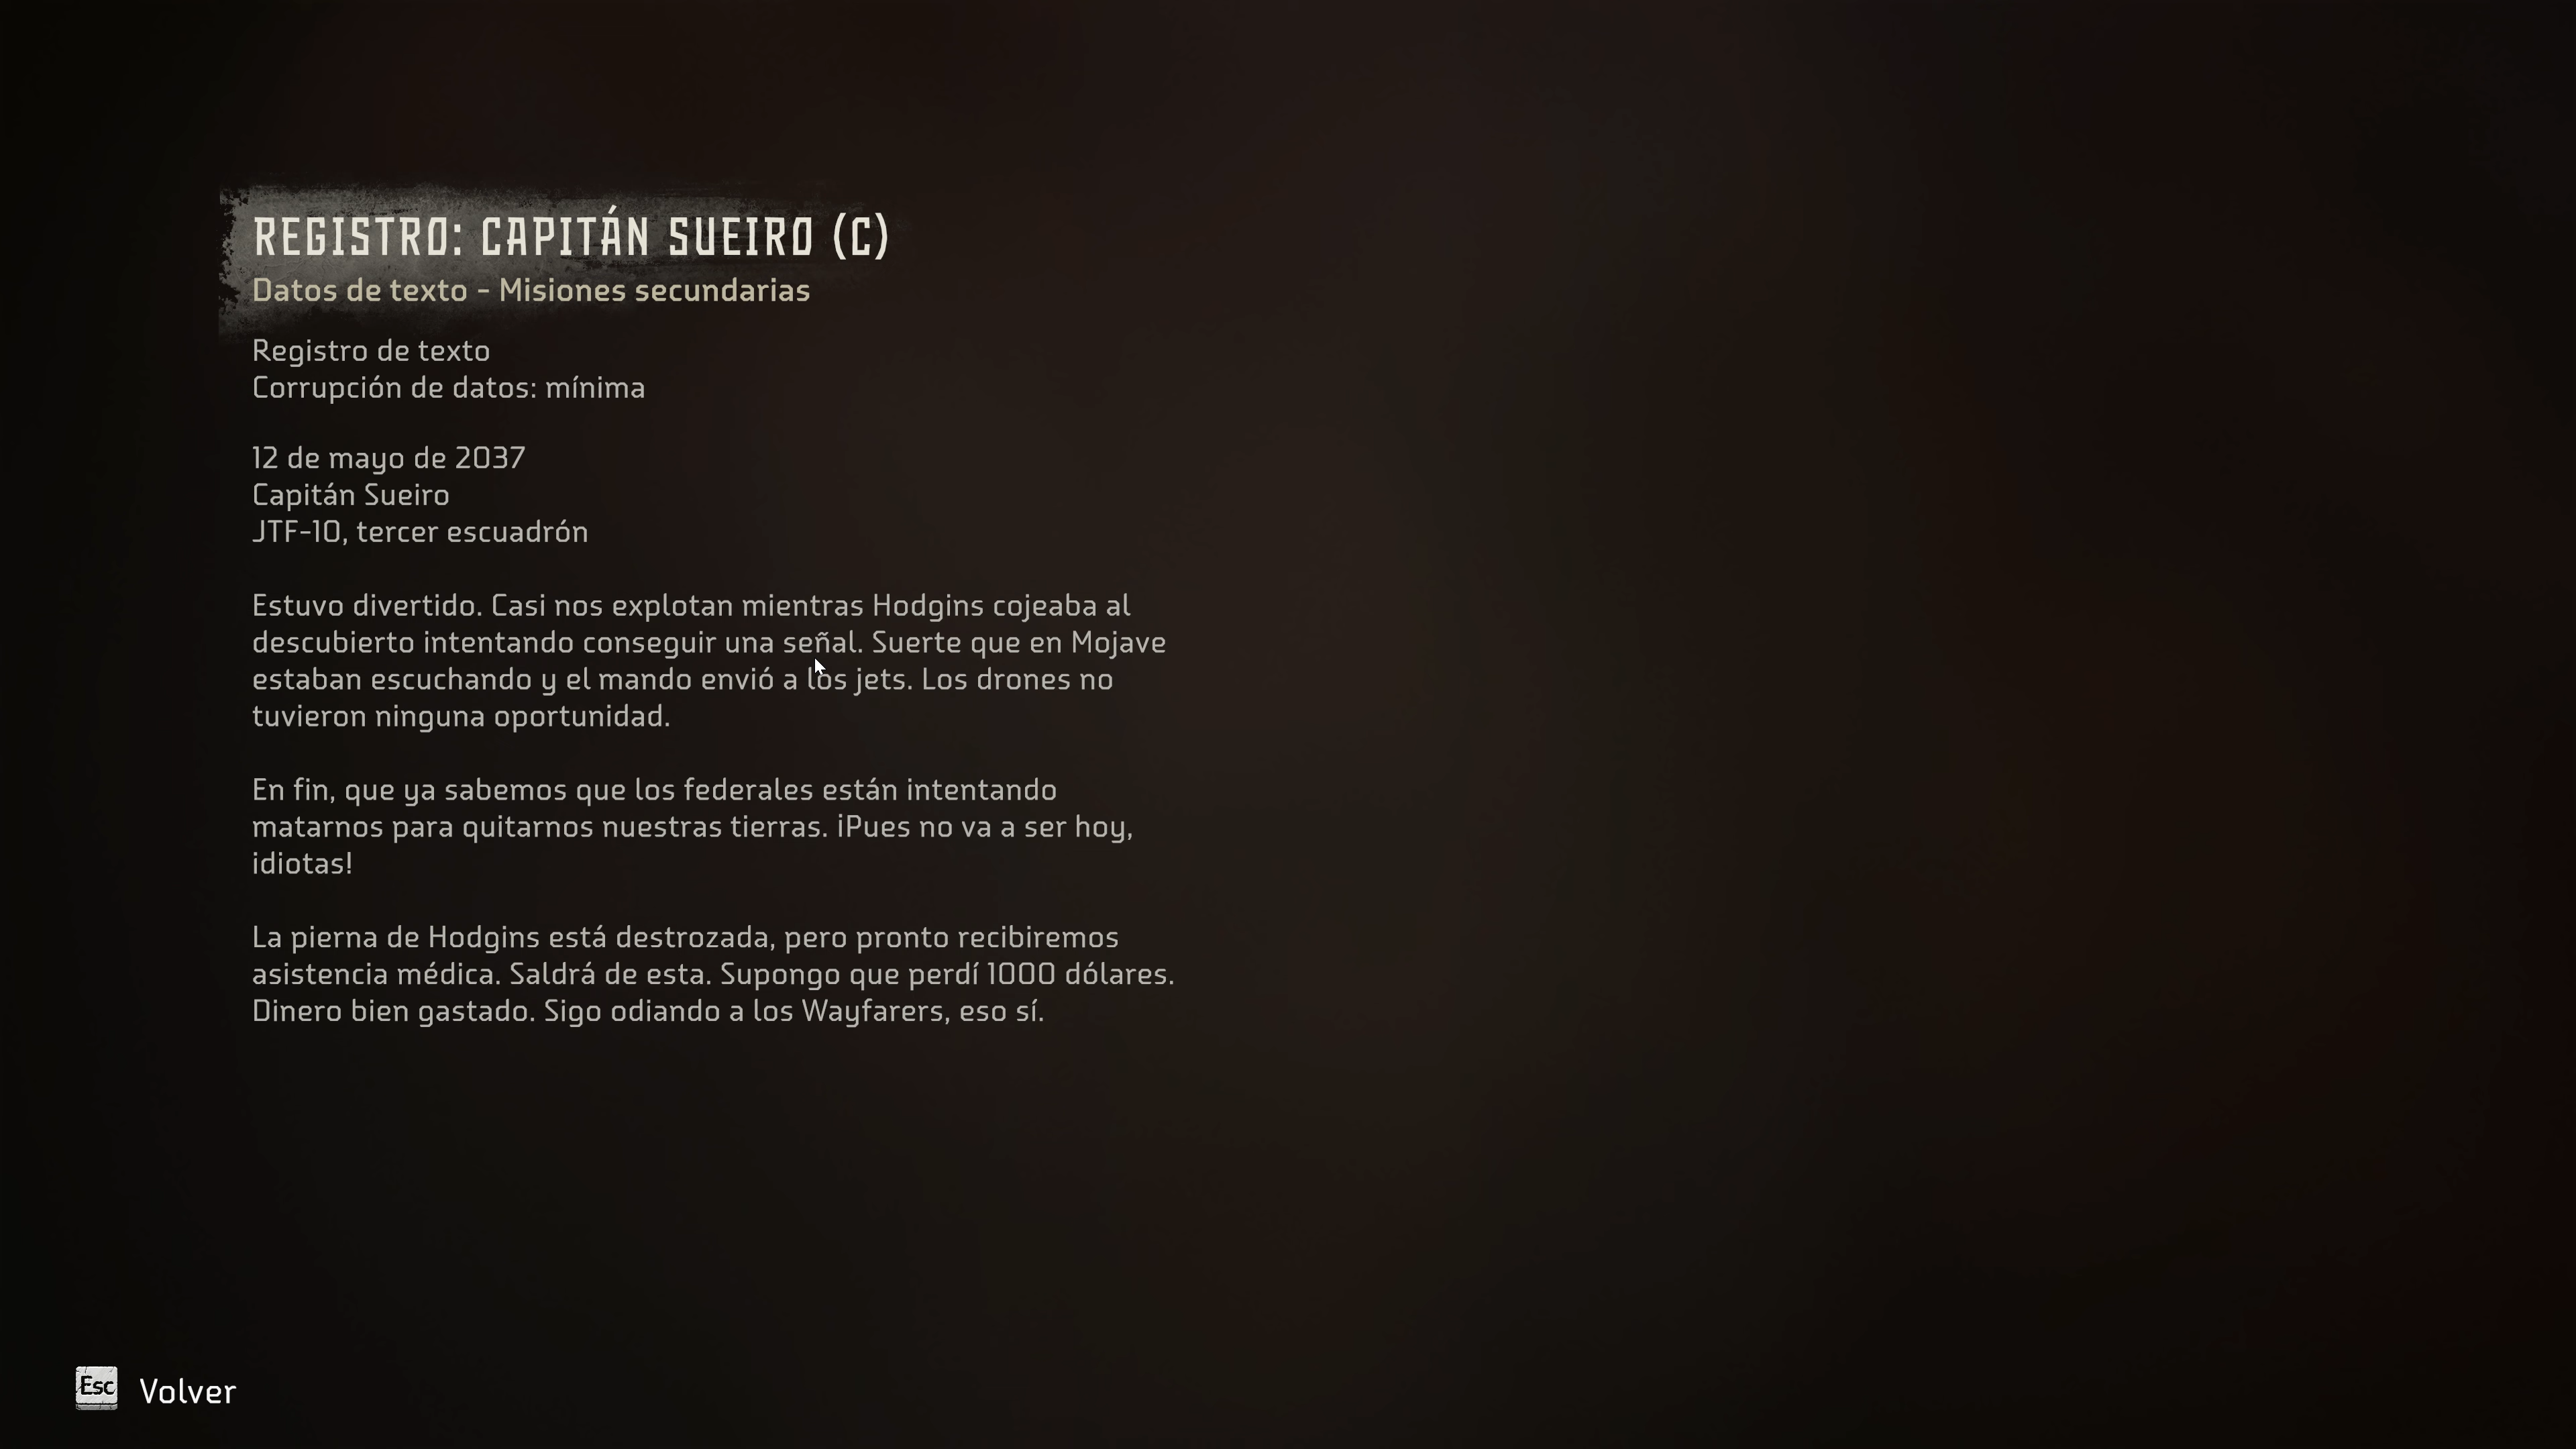 REGISTRO: CAPITÁN SUEIRO (C)
Datos de texto - Misiones secundarias
Registro de texto
Corrupción de datos: mínima
12 de mayo de 2037
Capitán Sueiro
JTF-10, tercer escuadrón
Estuvo divertido. Casi nos explotan mientras Hodgins cojeaba al
descubierto intentando conseguir una señal. Suerte que en Mojave
estaban escuchando y el mando envió a los jets. Los drones no
tuvieron ninguna oportunidad.
En fin, que ya sabemos que los federales están intentando
matarnos para quitarnos nuestras tierras. ¡Pues no va a ser hoy,
idiotas!
La pierna de Hodgins está destrozada, pero pronto recibiremos
asistencia médica. Saldrá de esta. Supongo que perdí 1000 dólares.
Dinero bien gastado. Sigo odiando a los Wayfarers, eso sí.
Esc Volver